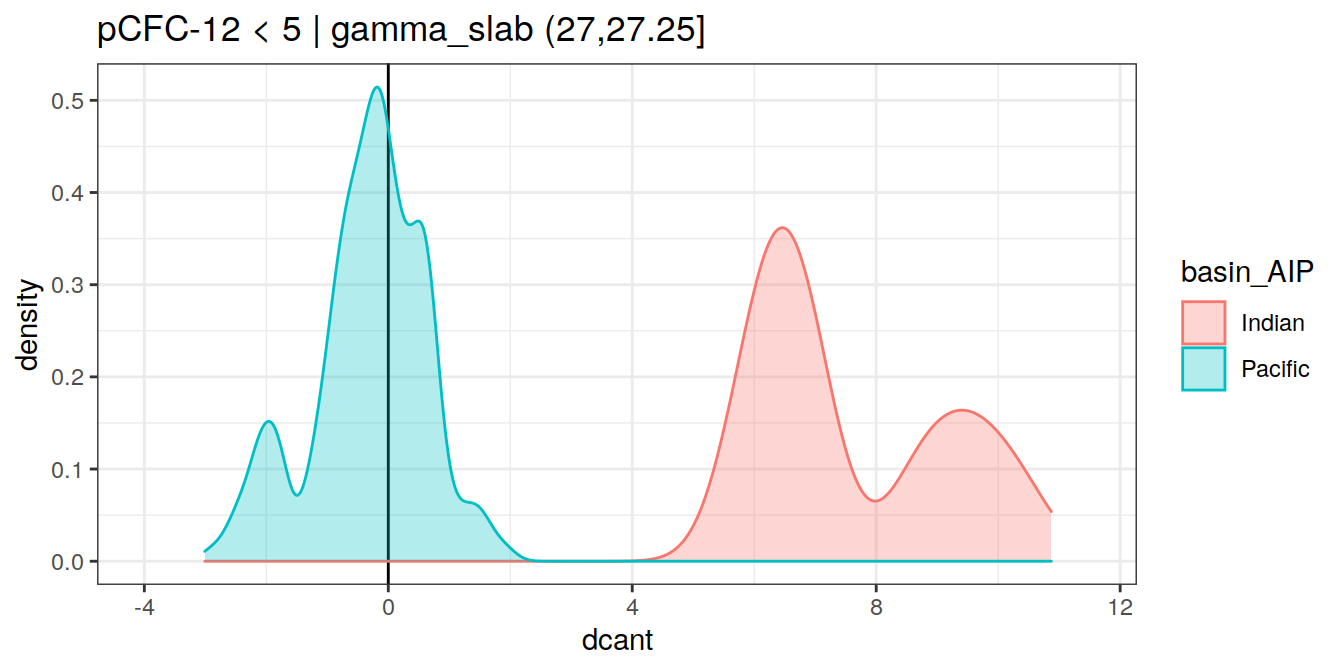 pCFC-12 < 5 | gamma_slab (27,27.25]
density
0.5
0.4
0.3
0.2
0.1
0.0
-4 0 4 8 12
dcant
basin_AIP
Indian
Pacific